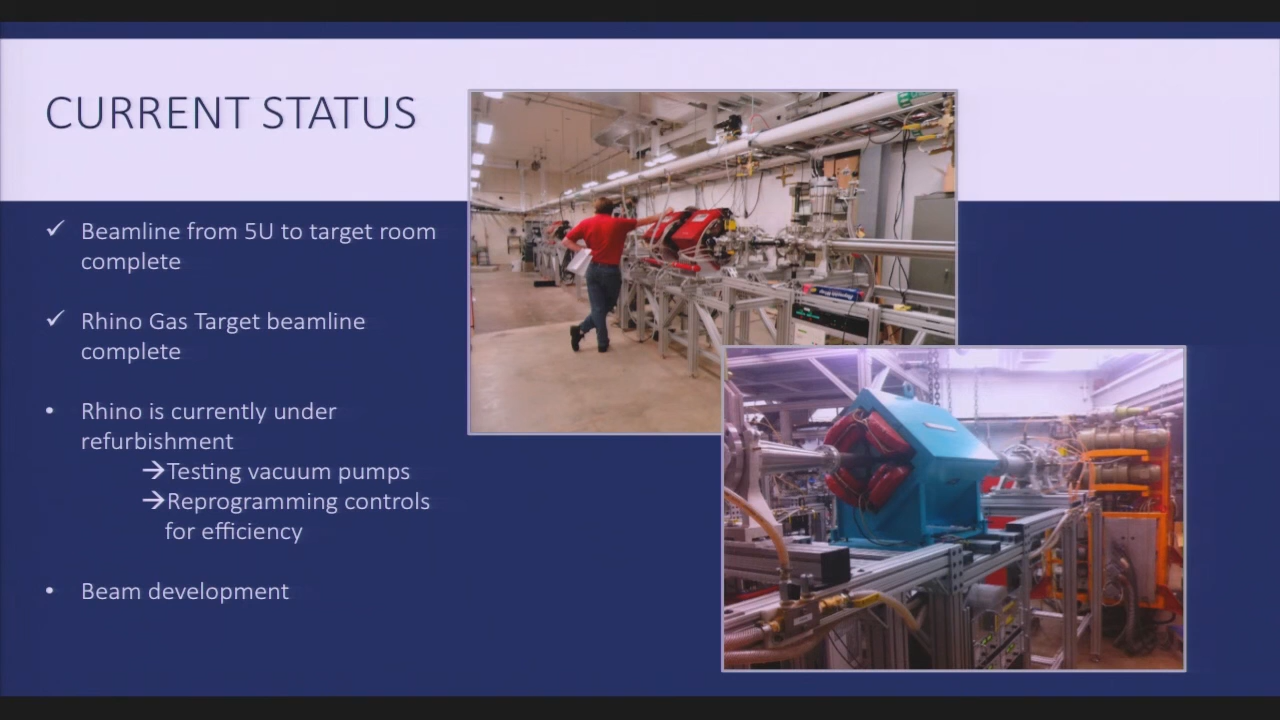 CURRENT STATUS
✓ Beamline from 5U to target room
complete
✓ Rhino Gas Target beamline
complete
• Rhino is currently under
refurbishment
→Testing vacuum pumps
→Reprogramming controls
for efficiency
• Beam development